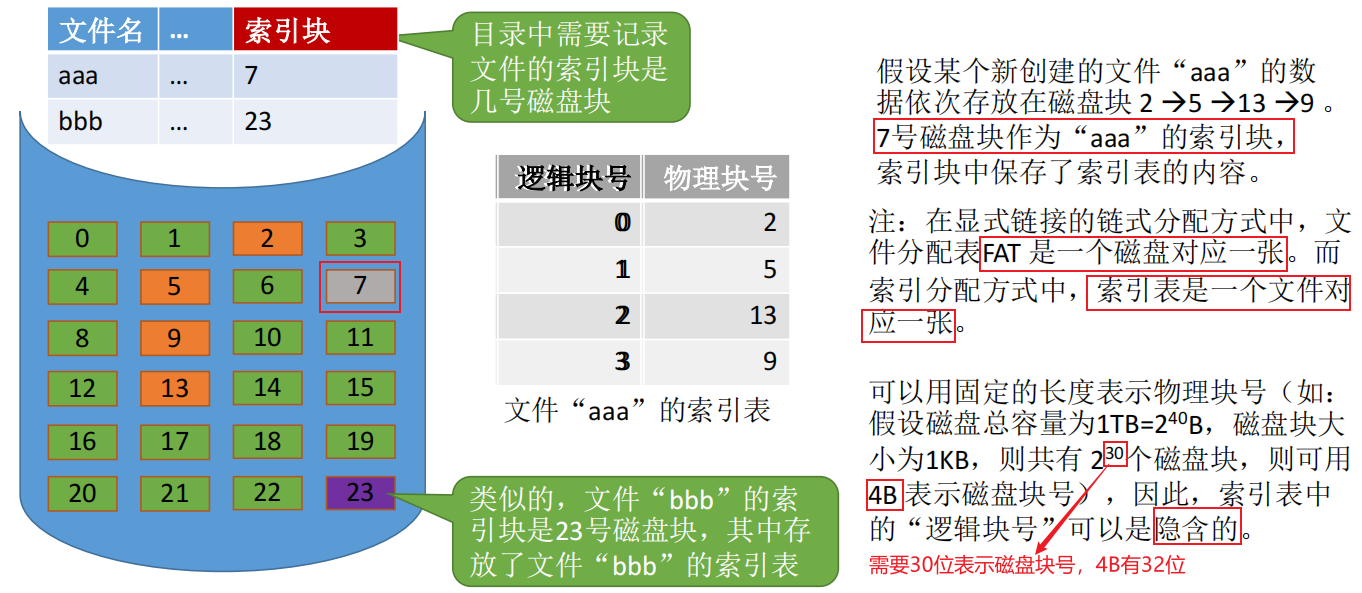 文件名 … 索引块
aaa … 7
bbb … 23
目录中需要记录
文件的索引块是
几号磁盘块
0 1 2 3
4 5 6 7
8 9 10 11
12 13 14 15
16 17 18 19
20 21 22 23
逻辑块号 物理块号
0 2
1 5
2 13
3 9
文件“aaa”的索引表
类似的，文件“bbb”的索
引块是23号磁盘块，其中存
放了文件“bbb”的索引表
假设某个新创建的文件“aaa”的数
据依次存放在磁盘块 2 →5 →13 →9 。
7号磁盘块作为“aaa”的索引块，
索引块中保存了索引表的内容。
注：在显式链接的链式分配方式中，文
件分配表FAT 是一个磁盘对应一张。而
索引分配方式中，索引表是一个文件对
应一张。
可以用固定的长度表示物理块号（如：
假设磁盘总容量为1TB=2⁴⁰B，磁盘块大
小为1KB，则共有 2³⁰个磁盘块，则可用
4B 表示磁盘块号），因此，索引表中
的“逻辑块号”可以是隐含的。
需要30位表示磁盘块号，4B有32位